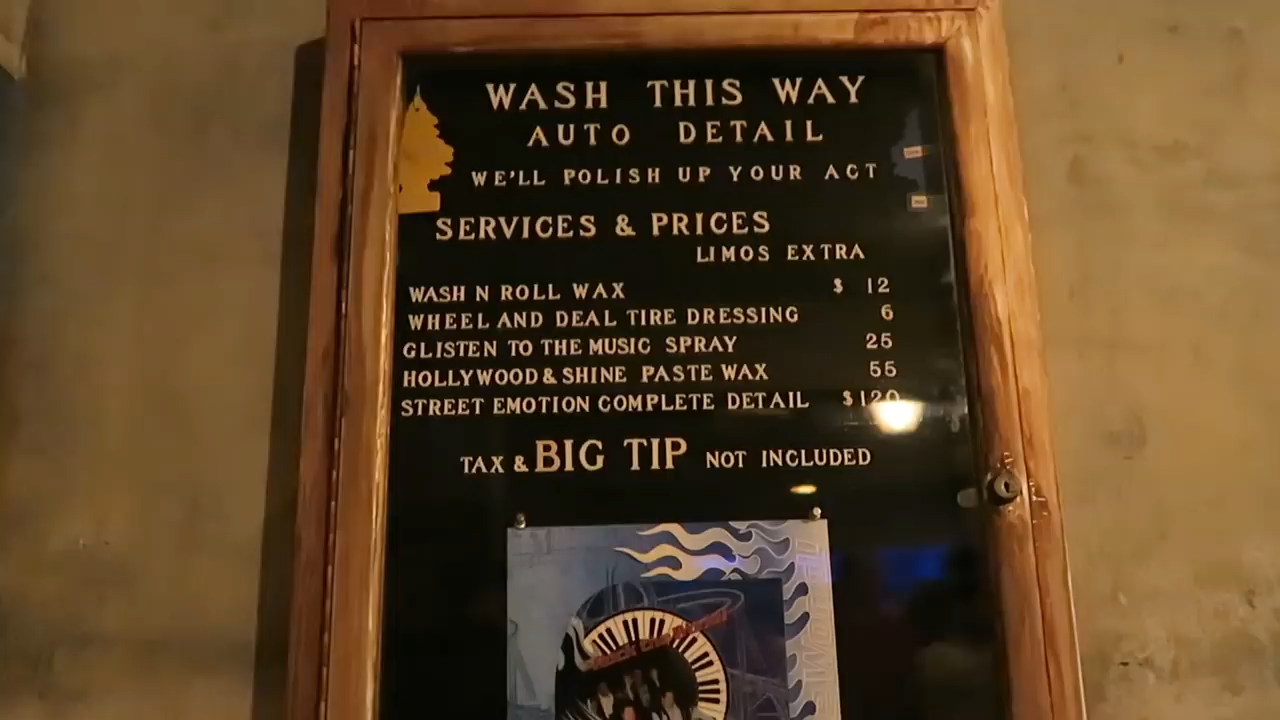 WASH THIS WAY
AUTO DETAIL
WE'LL POLISH UP YOUR ACT
SERVICES & PRICES
LIMOS EXTRA
WASH N ROLL WAX $ 12
WHEEL AND DEAL TIRE DRESSING 6
GLISTEN TO THE MUSIC SPRAY 25
HOLLYWOOD & SHINE PASTE WAX 55
STREET EMOTION COMPLETE DETAIL $120
TAX & BIG TIP NOT INCLUDED